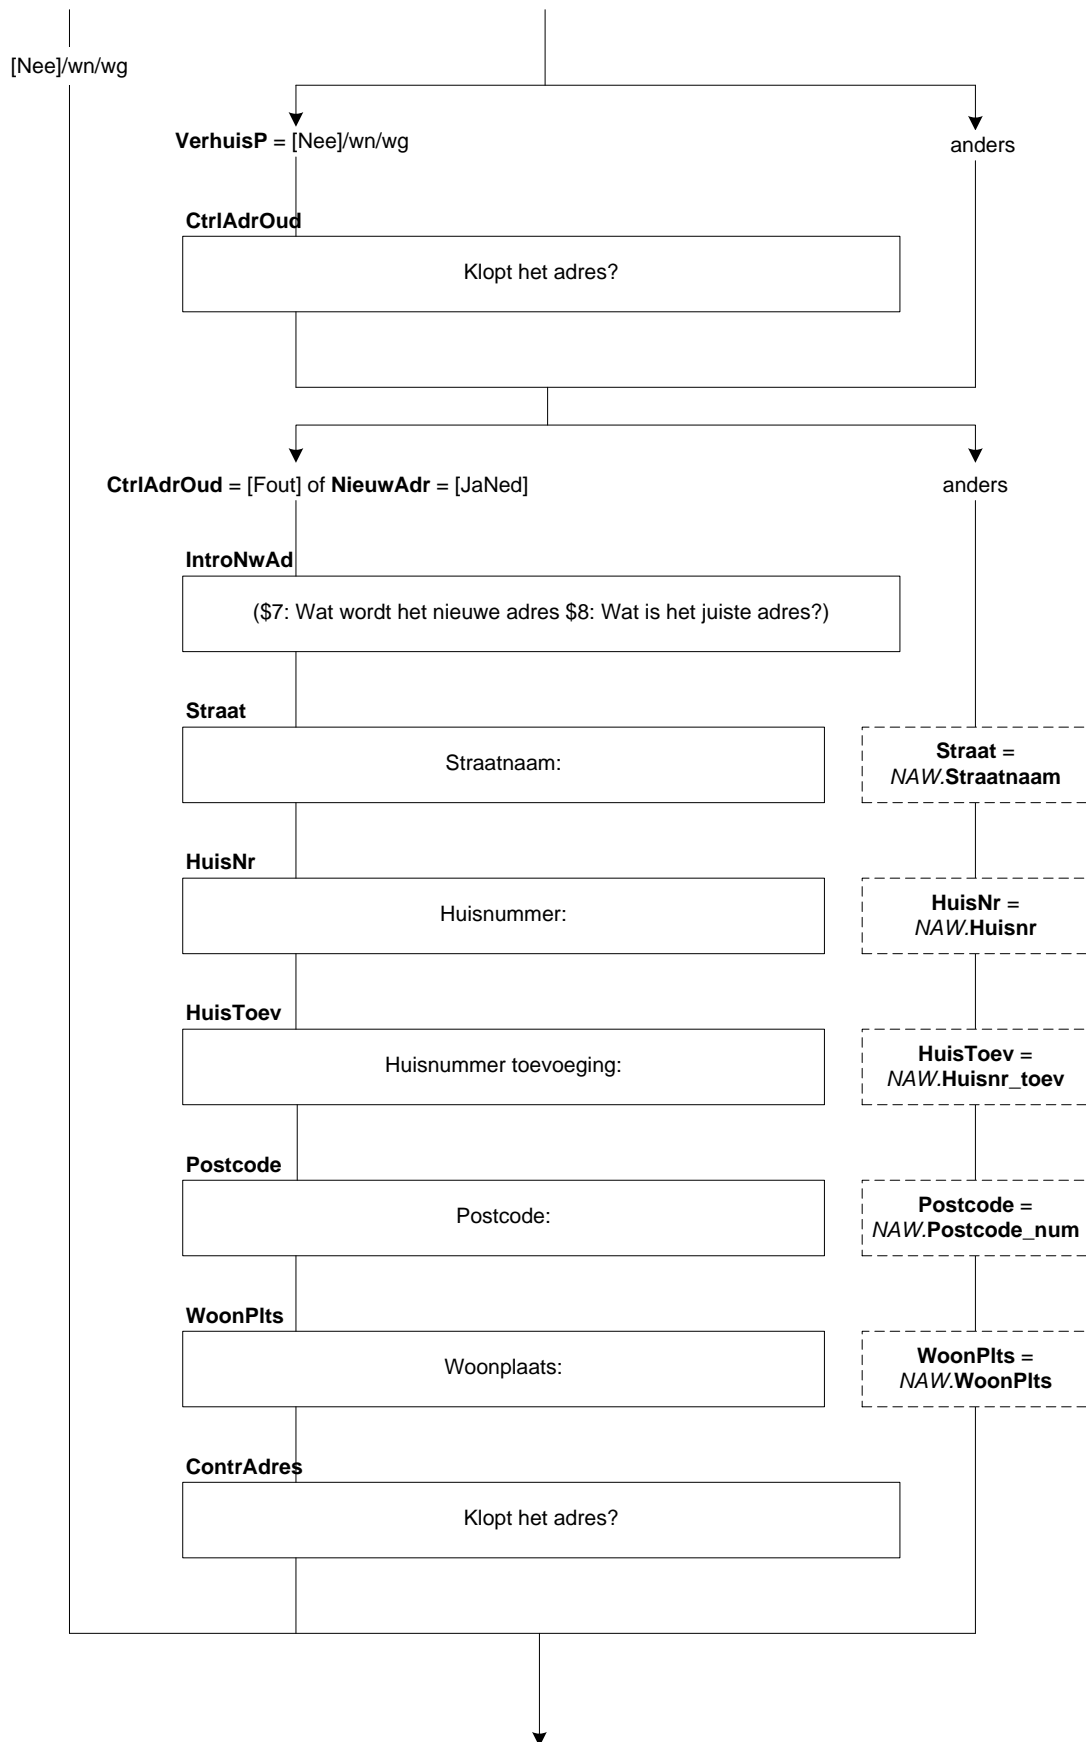 [Nee]/wn/wg
VerhuisP = [Nee]/wn/wg
anders
CtrlAdrOud
Klopt het adres?
CtrlAdrOud = [Fout] of NieuwAdr = [JaNed]
anders
IntroNwAd
($7: Wat wordt het nieuwe adres $8: Wat is het juiste adres?)
Straat
Straatnaam:
Straat =
NAW.Straatnaam
HuisNr
Huisnummer:
HuisNr =
NAW.Huisnr
HuisToev
Huisnummer toevoeging:
HuisToev =
NAW.Huisnr_toev
Postcode
Postcode:
Postcode =
NAW.Postcode_num
WoonPlts
Woonplaats:
WoonPlts =
NAW.WoonPlts
ContrAdres
Klopt het adres?